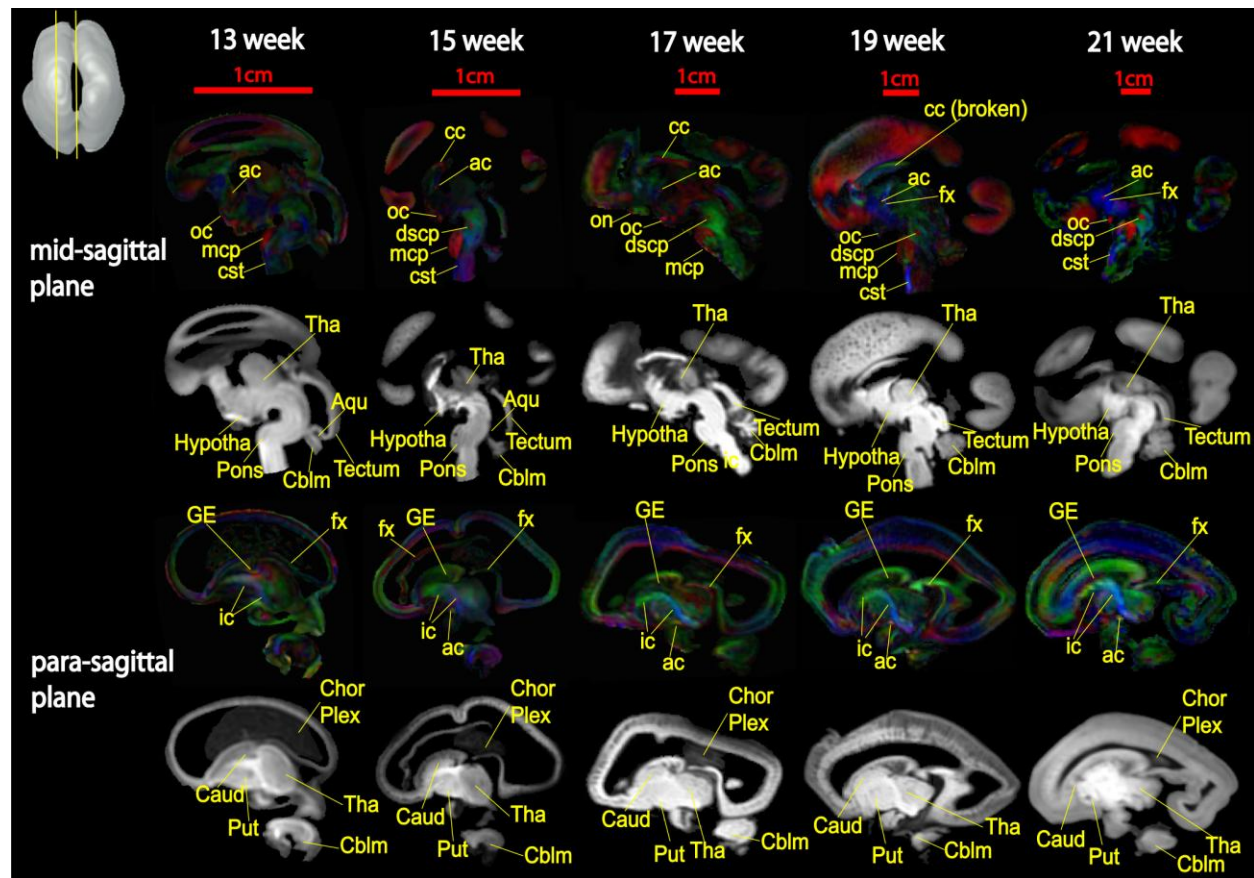 13 week
15 week
17 week
19 week
21 week
1cm
1cm
1cm
1cm
1cm
mid-sagittal
plane
ac
oc
mcp
cst
cc
ac
oc
dscp
mcp
cst
cc
ac
on
oc
dscp
mcp
cc (broken)
ac
fx
oc
dscp
mcp
cst
ac
fx
oc
dscp
cst
Tha
Aqu
Hypotha
Pons
Cblm
Tectum
Tha
Aqu
Hypotha
Tectum
Pons
Cblm
Tha
Hypotha
Tectum
Pons
ic
Cblm
Tha
Hypotha
Tectum
Pons
Cblm
Tha
Hypotha
Tectum
Pons
Cblm
para-sagittal
plane
GE
fx
ic
fx
GE
fx
ic
ac
GE
fx
ic
ac
GE
fx
ic
ac
GE
fx
ic
ac
Chor
Plex
Caud
Put
Tha
Cblm
Chor
Plex
Caud
Put
Tha
Cblm
Chor
Plex
Caud
Put
Tha
Cblm
Caud
Put
Tha
Cblm
Chor
Plex
Caud
Put
Tha
Cblm